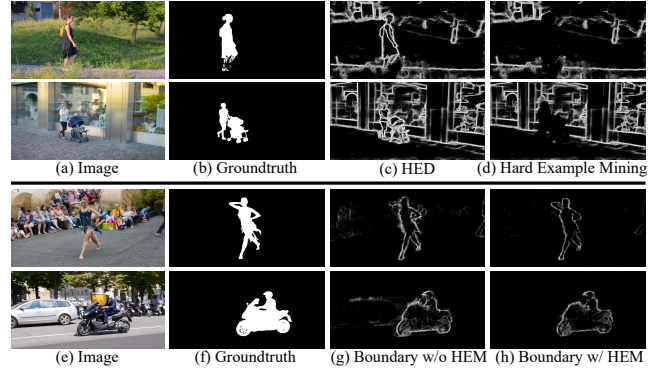 (a) Image (b) Groundtruth (c) HED (d) Hard Example Mining
(e) Image (f) Groundtruth (g) Boundary w/o HEM (h) Boundary w/ HEM